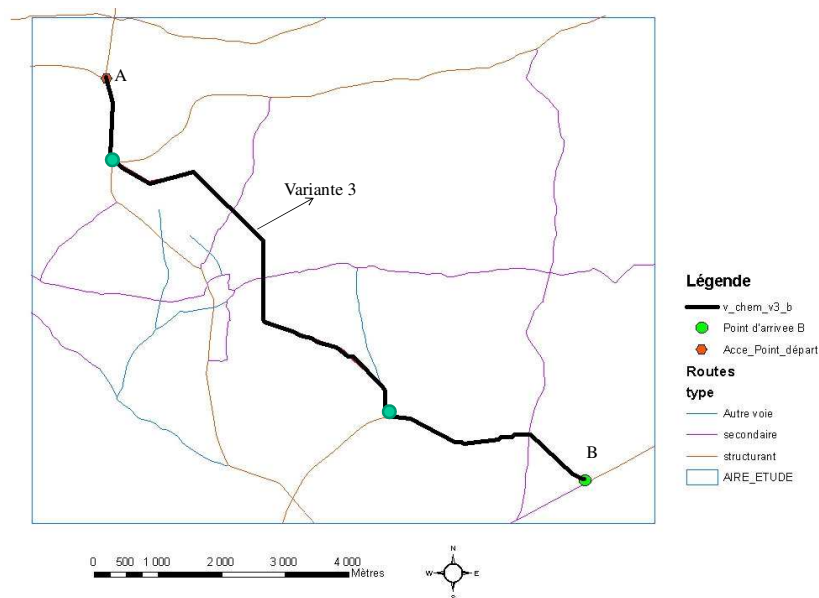 A
Variante 3
B
Légende
v_chem_v3_b
Point d'arrivee B
Acce_Point_départ
Routes
type
Autre voie
secondaire
structurant
AIRE_ETUDE
0 500 1 000 2 000 3 000 4 000
Mètres
N
W E
S